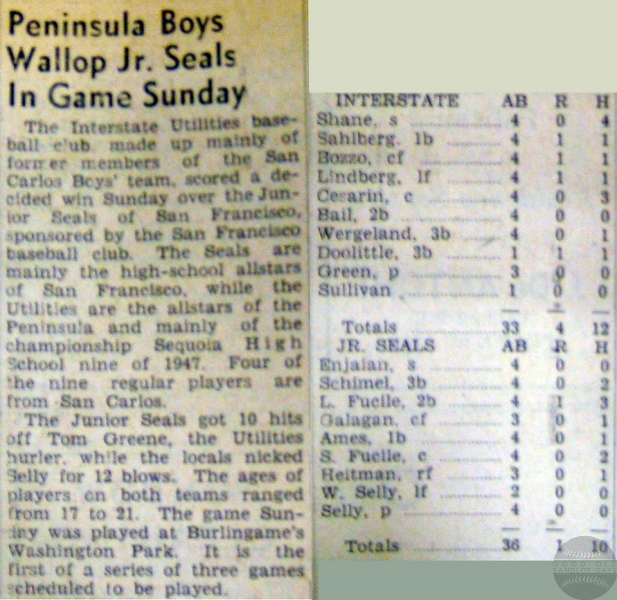 Peninsula Boys
Wallop Jr. Seals
In Game Sunday
The Interstate Utilities base-
ball club, made up mainly of
former members of the San
Carlos Boys' team, scored a de-
cided win Sunday over the Jun-
ior Seals of San Francisco,
sponsored by the San Francisco
baseball club. The Seals are
mainly the high-school allstars
of San Francisco, while the
Utilities are the allstars of the
Peninsula and mainly of the
championship Sequoia High
School nine of 1947. Four of
the nine regular players are
from San Carlos.
The Junior Seals got 10 hits
off Tom Greene, the Utilities
hurler, while the locals nicked
Selly for 12 blows. The ages of
players on both teams ranged
from 17 to 21. The game Sun-
day was played at Burlingame's
Washington Park. It is the
first of a series of three games
scheduled to be played.
INTERSTATE AB R H
Shane, s 4 0 4
Sahlberg, 1b 4 1 1
Bozzo, cf 4 1 1
Lindberg, lf 4 1 1
Cesarin, c 4 0 3
Bail, 2b 4 0 0
Wergeland, 3b 4 0 1
Doolittle, 3b 1 1 1
Green, p 3 0 0
Sullivan 1 0 0
Totals 33 4 12
JR. SEALS AB R H
Enjaian, s 4 0 0
Schimel, 3b 4 0 2
L. Fucile, 2b 4 1 3
Galagan, cf 3 0 1
Ames, 1b 4 0 1
S. Fucile, c 4 0 2
Heitman, rf 3 0 1
W. Selly, lf 2 0 0
Selly, p 4 0 0
Totals 36 1 10